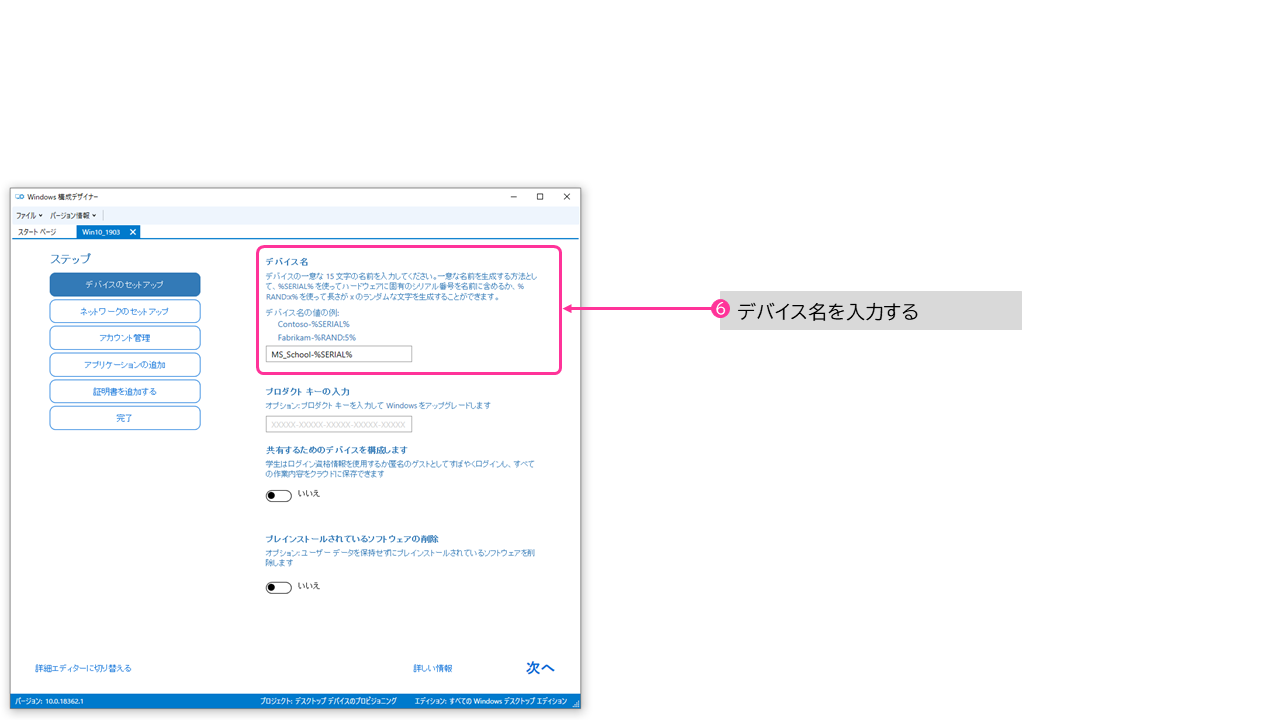 Windows 構成デザイナー
ファイル バージョン情報
スタート ページ Win10_1903
ステップ
デバイスのセットアップ
ネットワークのセットアップ
アカウント管理
アプリケーションの追加
証明書を追加する
完了
デバイス名
デバイスの一意な 15 文字の名前を入力してください。一意な名前を生成する方法とし
て、%SERIAL% を使ってハードウェアに固有のシリアル番号を名前に含めるか、%
RAND:x% を使って長さが x のランダムな文字を生成することができます。
デバイス名の値の例:
Contoso-%SERIAL%
Fabrikam-%RAND:5%
MS_School-%SERIAL%
プロダクト キーの入力
オプション:プロダクト キーを入力して Windows をアップグレードします
XXXXX-XXXXX-XXXXX-XXXXX-XXXXX
共有するためのデバイスを構成します
学生はログイン資格情報を使用するか匿名のゲストとしてすばやくログインし、すべて
の作業内容をクラウドに保存できます
いいえ
プレインストールされているソフトウェアの削除
オプション:ユーザー データを保持せずにプレインストールされているソフトウェアを削
除します
いいえ
詳細エディターに切り替える
詳しい情報
次へ
バージョン: 10.0.18362.1
プロジェクト: デスクトップ デバイスのプロビジョニング
エディション: すべての Windows デスクトップ エディション
6 デバイス名を入力する